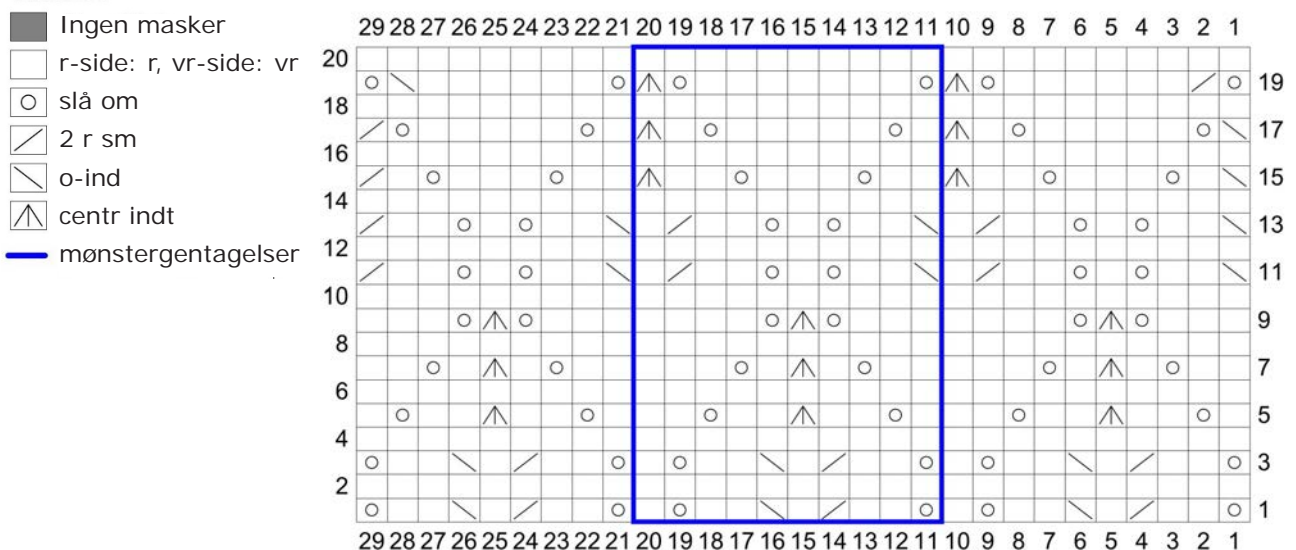 Ingen masker
r-side: r, vr-side: vr
slå om
2 r sm
o-ind
centr indt
mønstergentagelser
29 28 27 26 25 24 23 22 21 20 19 18 17 16 15 14 13 12 11 10 9 8 7 6 5 4 3 2 1
20
19
18
17
16
15
14
13
12
11
10
9
8
7
6
5
4
3
2
1
29 28 27 26 25 24 23 22 21 20 19 18 17 16 15 14 13 12 11 10 9 8 7 6 5 4 3 2 1